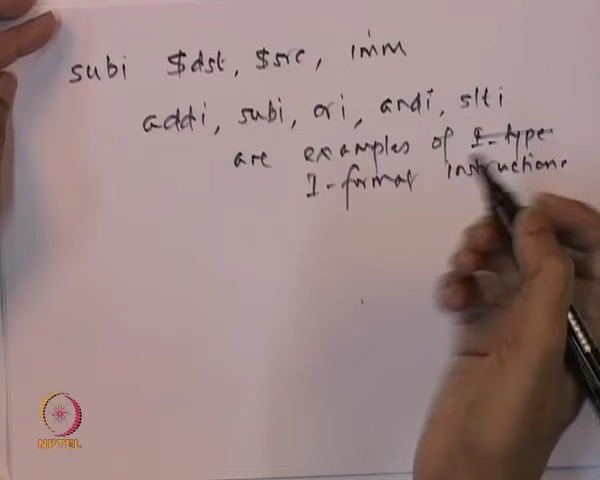 subi $dst, $src, imm
addi, subi, ori, andi, slti
are examples of I-type
I-format instructions
NPTEL